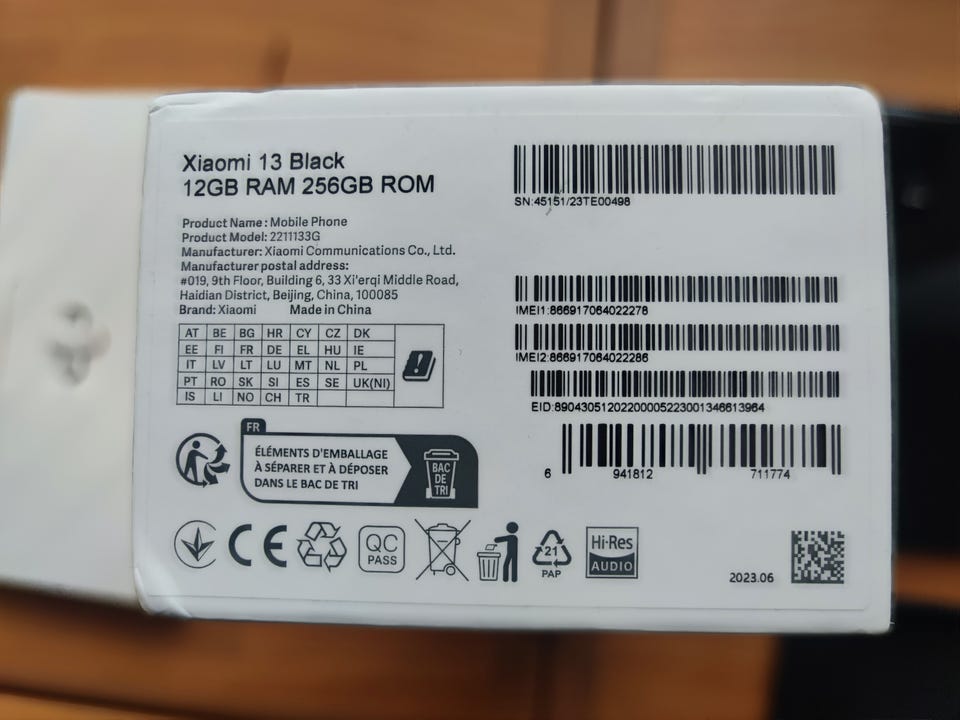 Xiaomi 13 Black
12GB RAM 256GB ROM
Product Name: Mobile Phone
Product Model: 2211133G
Manufacturer: Xiaomi Communications Co., Ltd.
Manufacturer postal address:
#019, 9th Floor, Building 6, 33 Xi'erqi Middle Road,
Haidian District, Beijing, China, 100085
Brand: Xiaomi Made in China
AT BE BG HR CY CZ DK
EE FI FR DE EL HU IE
IT LV LT LU MT NL PL
PT RO SK SI ES SE UK(NI)
IS LI NO CH TR
FR
ÉLÉMENTS D'EMBALLAGE
À SÉPARER ET À DÉPOSER
DANS LE BAC DE TRI
BAC
DE
TRI
CE
QC
PASS
21
PAP
Hi-Res
AUDIO
SN:45151/23TE00498
IMEI1:866917064022278
IMEI2:866917064022286
EID:89043051202200005223001346613964
6 941812 711774
2023.06